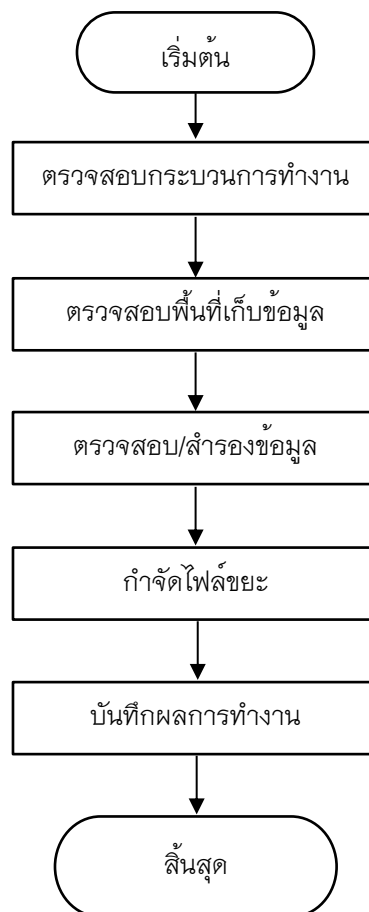 เริ่มต้น
ตรวจสอบกระบวนการทำงาน
ตรวจสอบพื้นที่เก็บข้อมูล
ตรวจสอบ/สำรองข้อมูล
กำจัดไฟล์ขยะ
บันทึกผลการทำงาน
สิ้นสุด